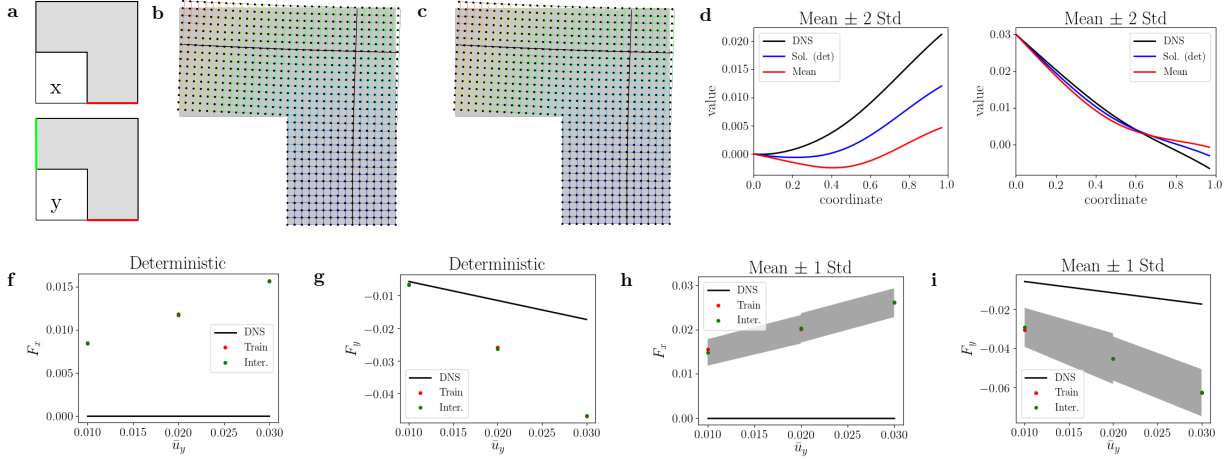 a
x
y
b
c
d
Mean ± 2 Std
value
0.020
0.015
0.010
0.005
0.000
DNS
Sol. (det)
Mean
0.0 0.2 0.4 0.6 0.8 1.0
coordinate
Mean ± 2 Std
value
0.03
0.02
0.01
0.00
DNS
Sol. (det)
Mean
0.0 0.2 0.4 0.6 0.8 1.0
coordinate
f
Deterministic
F_x
0.015
0.010
0.005
0.000
DNS
Train
Inter.
0.010 0.015 0.020 0.025 0.030
ū_y
g
Deterministic
F_y
−0.01
−0.02
−0.03
−0.04
DNS
Train
Inter.
0.010 0.015 0.020 0.025 0.030
ū_y
h
Mean ± 1 Std
F_x
0.03
0.02
0.01
0.00
DNS
Train
Inter.
0.010 0.015 0.020 0.025 0.030
ū_y
i
Mean ± 1 Std
F_y
−0.00
−0.02
−0.04
−0.06
DNS
Train
Inter.
0.010 0.015 0.020 0.025 0.030
ū_y